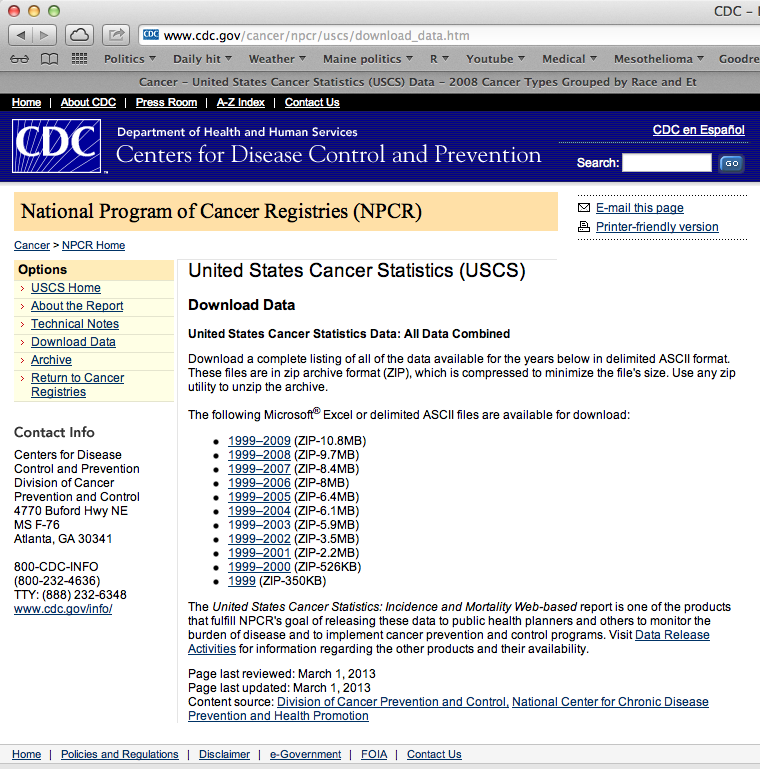 CDC –
www.cdc.gov/cancer/npcr/uscs/download_data.htm
Politics Daily hit Weather Maine politics R Youtube Medical Mesothelioma Goodre
Cancer – United States Cancer Statistics (USCS) Data – 2008 Cancer Types Grouped by Race and Et
Home | About CDC | Press Room | A-Z Index | Contact Us
CDC
Department of Health and Human Services
Centers for Disease Control and Prevention
CDC en Español
Search: GO
National Program of Cancer Registries (NPCR)
E-mail this page
Printer-friendly version
Cancer > NPCR Home
Options
USCS Home
About the Report
Technical Notes
Download Data
Archive
Return to Cancer
Registries
Contact Info
Centers for Disease
Control and Prevention
Division of Cancer
Prevention and Control
4770 Buford Hwy NE
MS F-76
Atlanta, GA 30341
800-CDC-INFO
(800-232-4636)
TTY: (888) 232-6348
www.cdc.gov/info/
United States Cancer Statistics (USCS)
Download Data
United States Cancer Statistics Data: All Data Combined
Download a complete listing of all of the data available for the years below in delimited ASCII format.
These files are in zip archive format (ZIP), which is compressed to minimize the file's size. Use any zip
utility to unzip the archive.
The following Microsoft® Excel or delimited ASCII files are available for download:
1999–2009 (ZIP-10.8MB)
1999–2008 (ZIP-9.7MB)
1999–2007 (ZIP-8.4MB)
1999–2006 (ZIP-8MB)
1999–2005 (ZIP-6.4MB)
1999–2004 (ZIP-6.1MB)
1999–2003 (ZIP-5.9MB)
1999–2002 (ZIP-3.5MB)
1999–2001 (ZIP-2.2MB)
1999–2000 (ZIP-526KB)
1999 (ZIP-350KB)
The United States Cancer Statistics: Incidence and Mortality Web-based report is one of the products
that fulfill NPCR's goal of releasing these data to public health planners and others to monitor the
burden of disease and to implement cancer prevention and control programs. Visit Data Release
Activities for information regarding the other products and their availability.
Page last reviewed: March 1, 2013
Page last updated: March 1, 2013
Content source: Division of Cancer Prevention and Control, National Center for Chronic Disease
Prevention and Health Promotion
Home | Policies and Regulations | Disclaimer | e-Government | FOIA | Contact Us